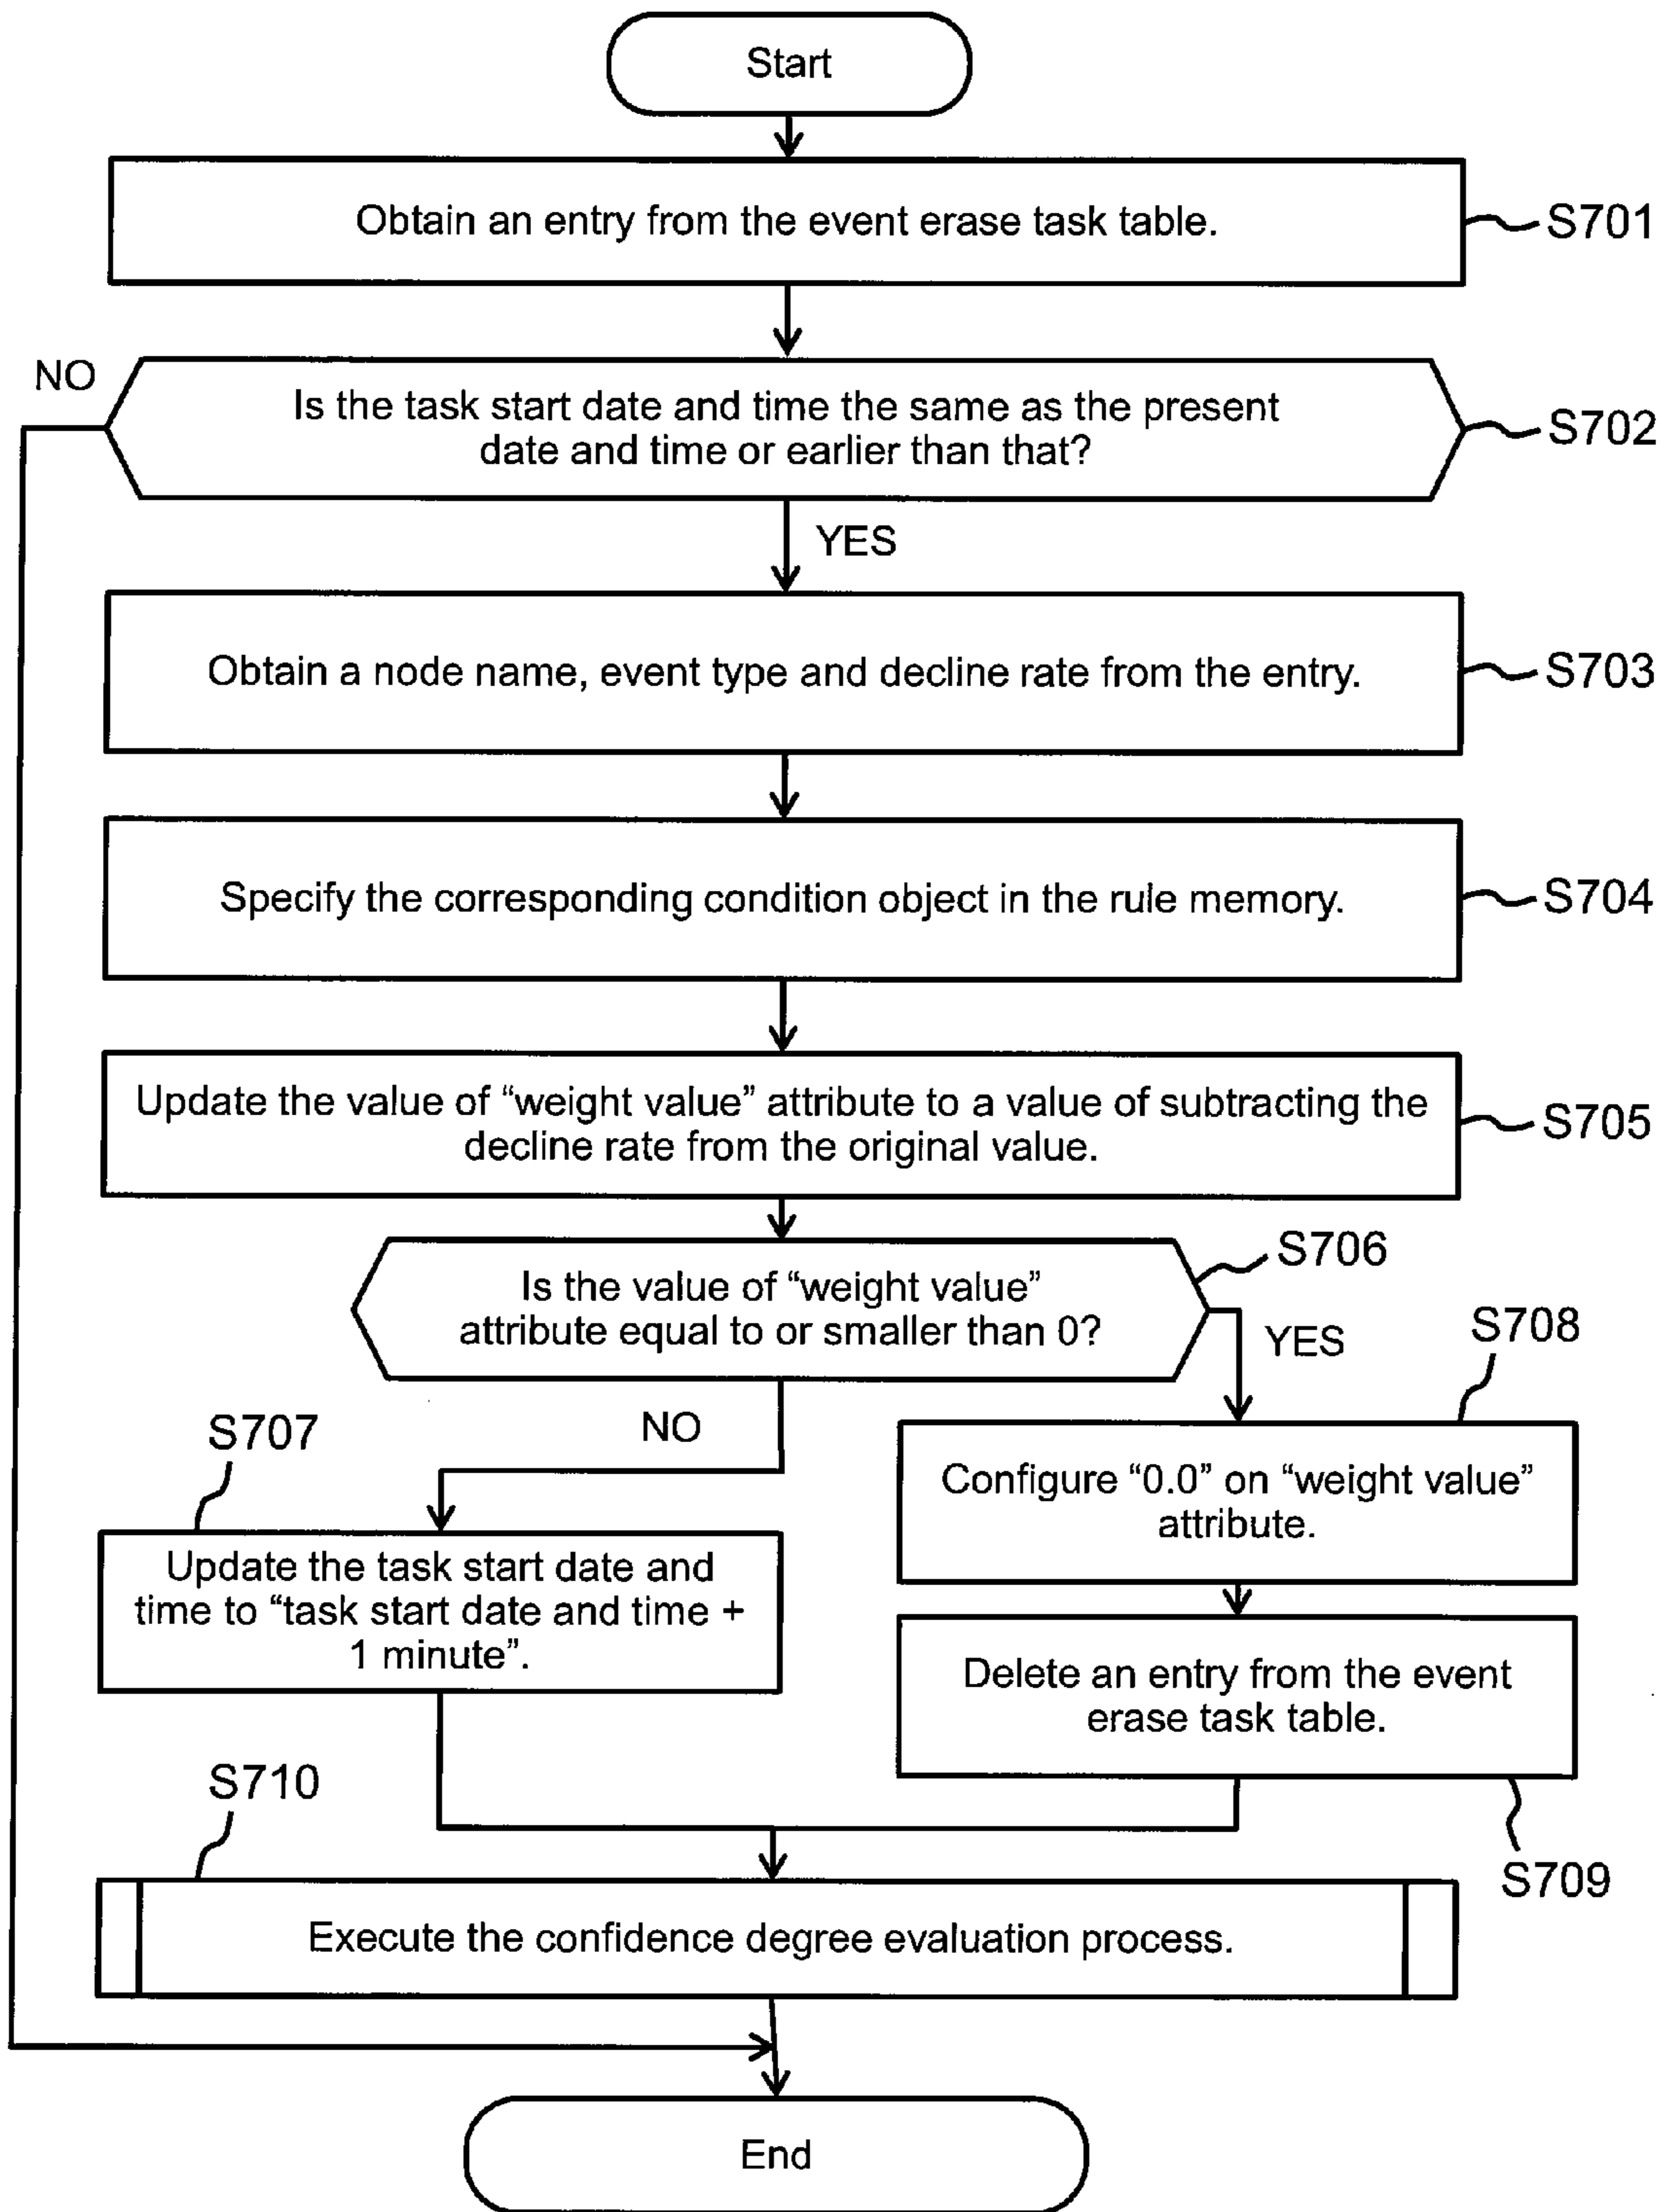 Start
Obtain an entry from the event erase task table.
S701
NO
Is the task start date and time the same as the present
date and time or earlier than that?
S702
YES
Obtain a node name, event type and decline rate from the entry.
S703
Specify the corresponding condition object in the rule memory.
S704
Update the value of “weight value” attribute to a value of subtracting the
decline rate from the original value.
S705
S706
Is the value of “weight value”
attribute equal to or smaller than 0?
YES
S708
NO
S707
Configure “0.0” on “weight value”
attribute.
Update the task start date and
time to “task start date and time +
1 minute”.
Delete an entry from the event
erase task table.
S710
S709
Execute the confidence degree evaluation process.
End